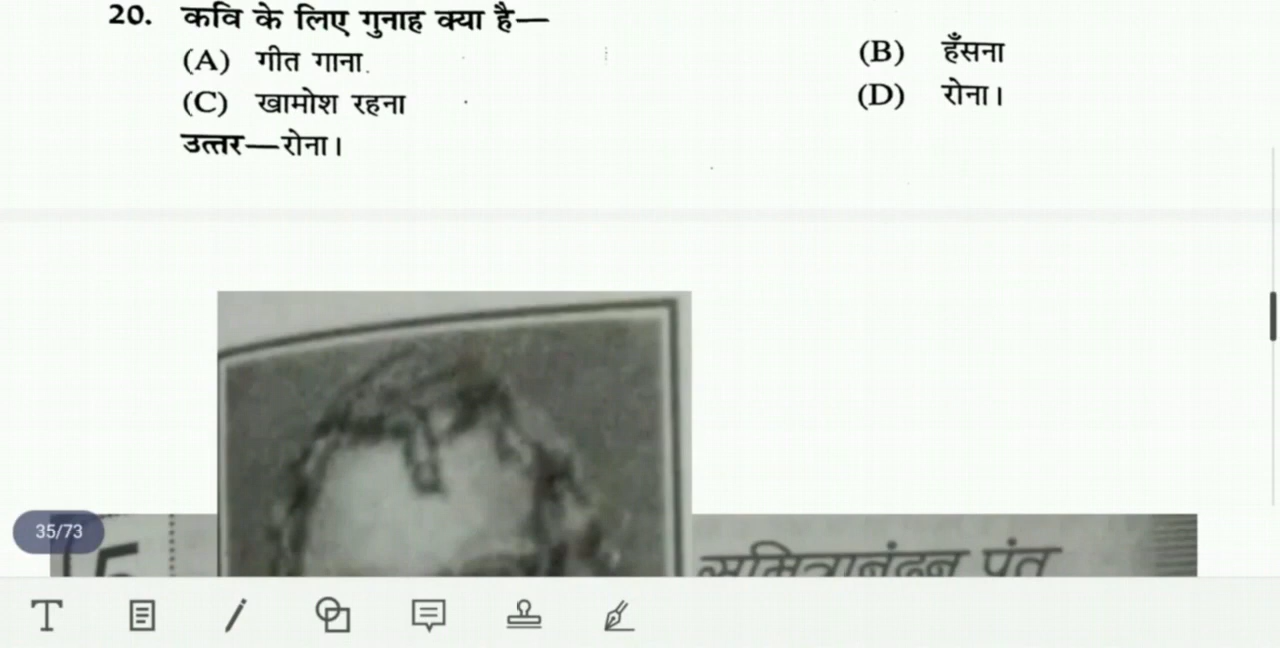 20. कवि के लिए गुनाह क्या है—
(A) गीत गाना (B) हँसना
(C) खामोश रहना (D) रोना।
उत्तर—रोना।
35/73
सुमित्रानंदन पंत
T